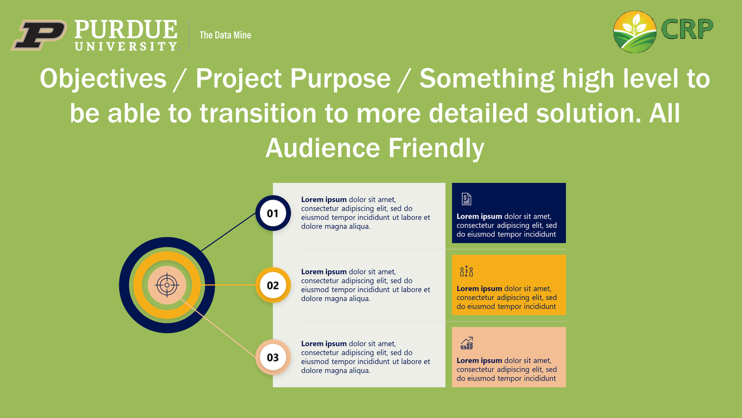 PURDUE
UNIVERSITY
The Data Mine
CRP
Objectives / Project Purpose / Something high level to
be able to transition to more detailed solution. All
Audience Friendly
01
Lorem ipsum dolor sit amet,
consectetur adipiscing elit, sed do
eiusmod tempor incididunt ut labore et
dolore magna aliqua.
Lorem ipsum dolor sit amet,
consectetur adipiscing elit, sed
do eiusmod tempor incididunt
02
Lorem ipsum dolor sit amet,
consectetur adipiscing elit, sed do
eiusmod tempor incididunt ut labore et
dolore magna aliqua.
Lorem ipsum dolor sit amet,
consectetur adipiscing elit, sed
do eiusmod tempor incididunt
03
Lorem ipsum dolor sit amet,
consectetur adipiscing elit, sed do
eiusmod tempor incididunt ut labore et
dolore magna aliqua.
Lorem ipsum dolor sit amet,
consectetur adipiscing elit, sed
do eiusmod tempor incididunt